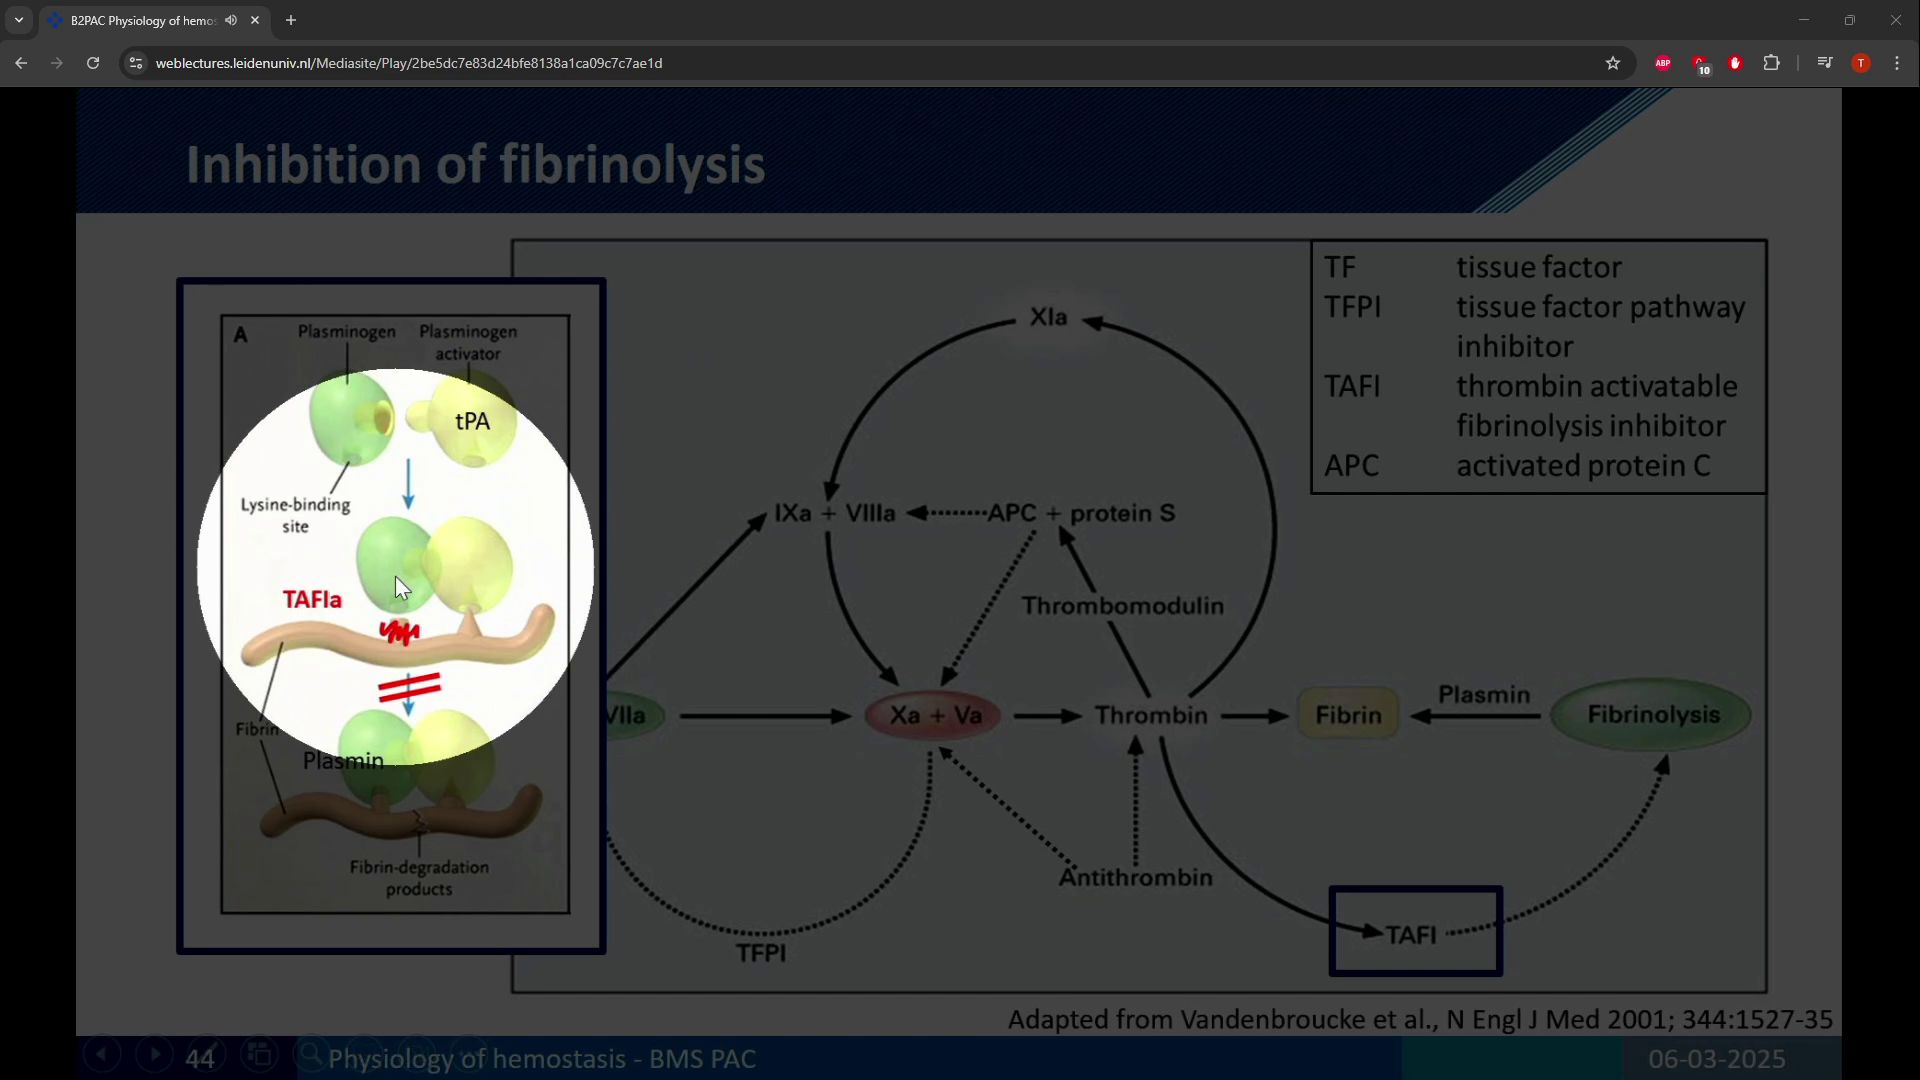 B2PAC Physiology of hemos
weblectures.leidenuniv.nl/Mediasite/Play/2be5dc7e83d24bfe8138a1ca09c7c7ae1d
ABP
10
T
Inhibition of fibrinolysis
A
Plasminogen
Plasminogen
activator
tPA
Lysine-binding
site
TAFIa
Fibrin
Plasmin
Fibrin-degradation
products
TF tissue factor
TFPI tissue factor pathway
inhibitor
TAFI thrombin activatable
fibrinolysis inhibitor
APC activated protein C
XIa
IXa + VIIIa
APC + protein S
Thrombomodulin
VIIa
Xa + Va
Thrombin
Fibrin
Plasmin
Fibrinolysis
Antithrombin
TFPI
TAFI
Adapted from Vandenbroucke et al., N Engl J Med 2001; 344:1527-35
44 Physiology of hemostasis - BMS PAC 06-03-2025